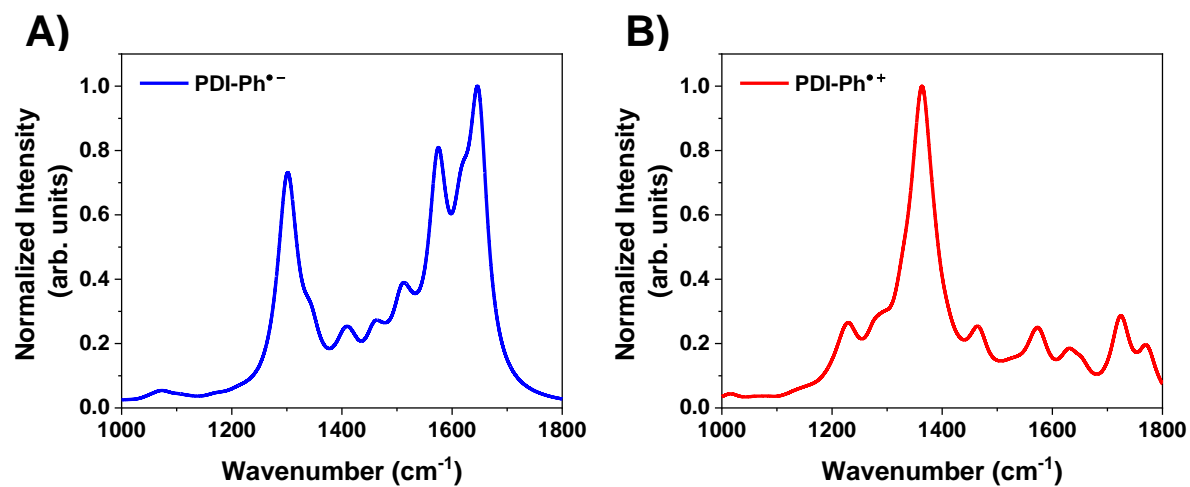 A)
PDI-Ph•−
1.0
0.8
0.6
0.4
0.2
0.0
Normalized Intensity
(arb. units)
1000 1200 1400 1600 1800
Wavenumber (cm⁻¹)
B)
PDI-Ph•+
1.0
0.8
0.6
0.4
0.2
0.0
Normalized Intensity
(arb. units)
1000 1200 1400 1600 1800
Wavenumber (cm⁻¹)